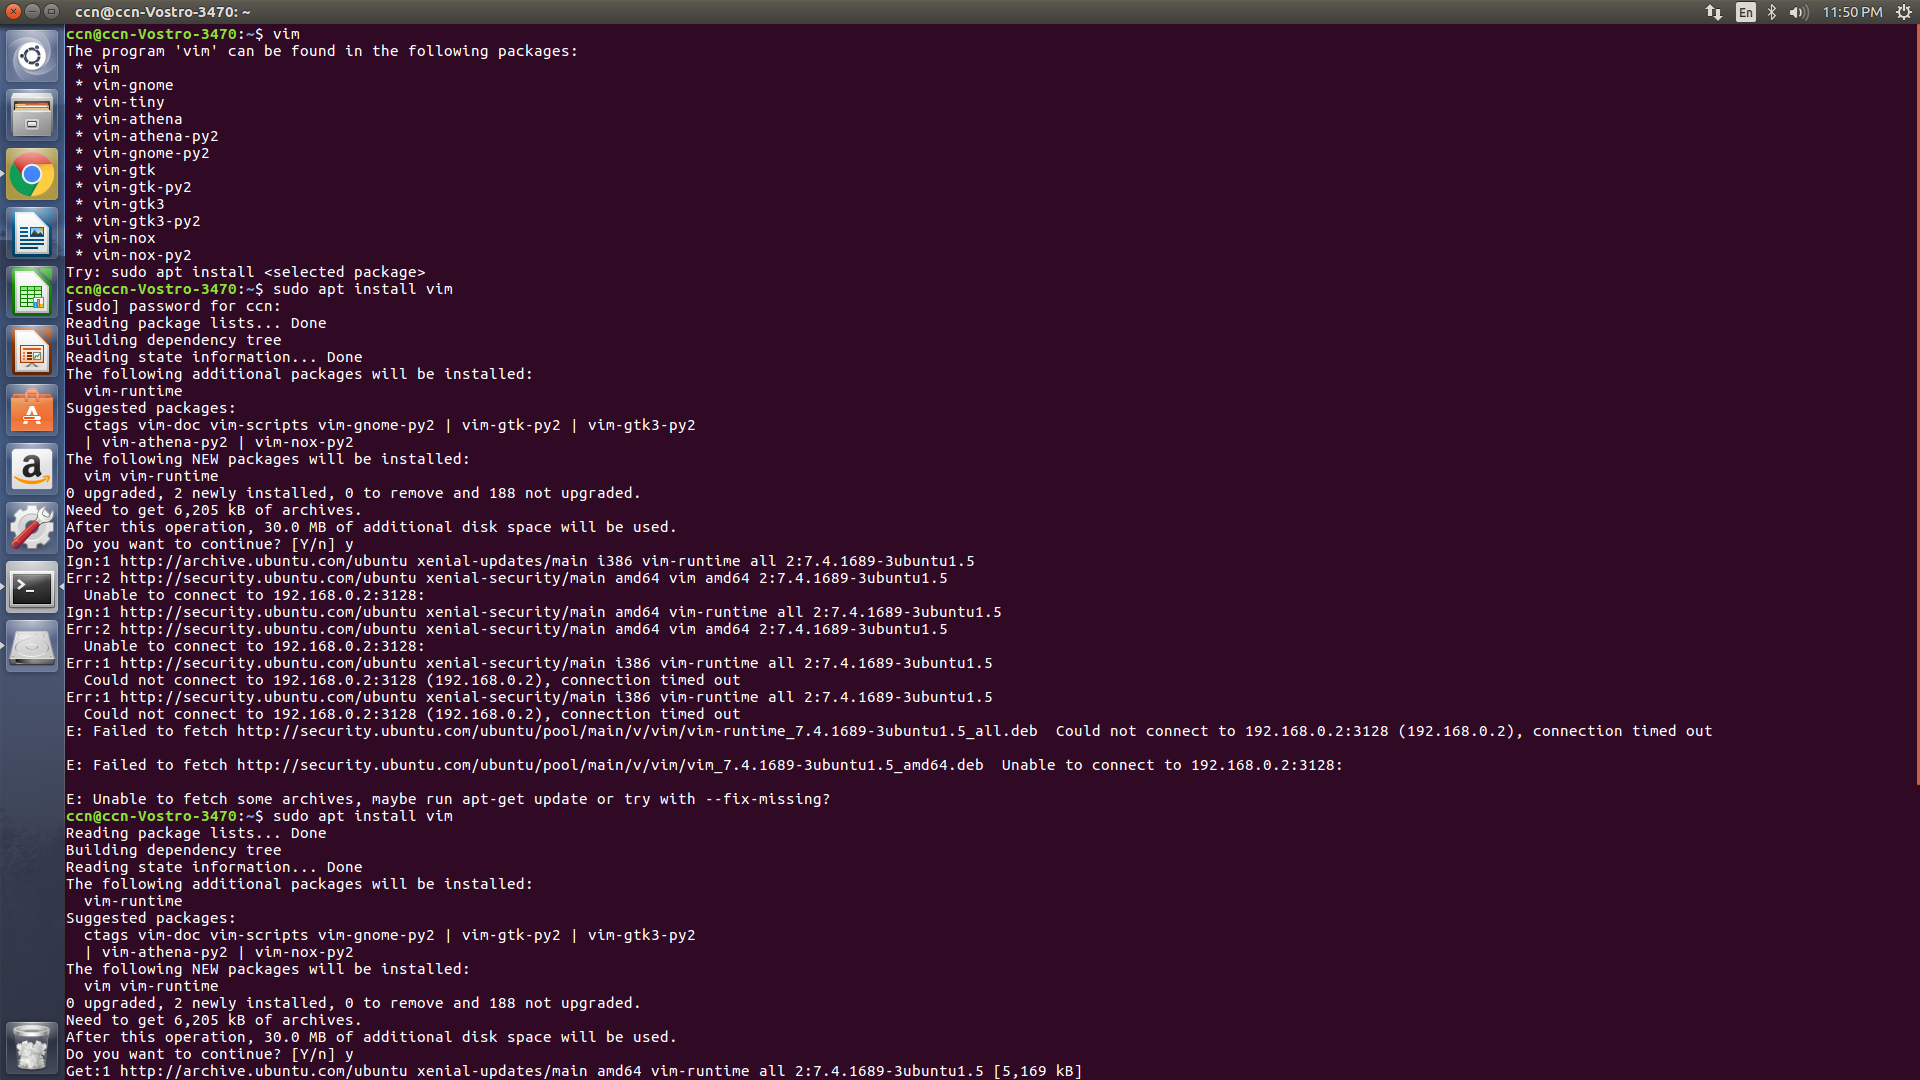 ccn@ccn-Vostro-3470: ~
En
11:50 PM
ccn@ccn-Vostro-3470:~$ vim
The program 'vim' can be found in the following packages:
 * vim
 * vim-gnome
 * vim-tiny
 * vim-athena
 * vim-athena-py2
 * vim-gnome-py2
 * vim-gtk
 * vim-gtk-py2
 * vim-gtk3
 * vim-gtk3-py2
 * vim-nox
 * vim-nox-py2
Try: sudo apt install <selected package>
ccn@ccn-Vostro-3470:~$ sudo apt install vim
[sudo] password for ccn:
Reading package lists... Done
Building dependency tree
Reading state information... Done
The following additional packages will be installed:
  vim-runtime
Suggested packages:
  ctags vim-doc vim-scripts vim-gnome-py2 | vim-gtk-py2 | vim-gtk3-py2
  | vim-athena-py2 | vim-nox-py2
The following NEW packages will be installed:
  vim vim-runtime
0 upgraded, 2 newly installed, 0 to remove and 188 not upgraded.
Need to get 6,205 kB of archives.
After this operation, 30.0 MB of additional disk space will be used.
Do you want to continue? [Y/n] y
Ign:1 http://archive.ubuntu.com/ubuntu xenial-updates/main i386 vim-runtime all 2:7.4.1689-3ubuntu1.5
Err:2 http://security.ubuntu.com/ubuntu xenial-security/main amd64 vim amd64 2:7.4.1689-3ubuntu1.5
  Unable to connect to 192.168.0.2:3128:
Ign:1 http://security.ubuntu.com/ubuntu xenial-security/main amd64 vim-runtime all 2:7.4.1689-3ubuntu1.5
Err:2 http://security.ubuntu.com/ubuntu xenial-security/main amd64 vim amd64 2:7.4.1689-3ubuntu1.5
  Unable to connect to 192.168.0.2:3128:
Err:1 http://security.ubuntu.com/ubuntu xenial-security/main i386 vim-runtime all 2:7.4.1689-3ubuntu1.5
  Could not connect to 192.168.0.2:3128 (192.168.0.2), connection timed out
Err:1 http://security.ubuntu.com/ubuntu xenial-security/main i386 vim-runtime all 2:7.4.1689-3ubuntu1.5
  Could not connect to 192.168.0.2:3128 (192.168.0.2), connection timed out
E: Failed to fetch http://security.ubuntu.com/ubuntu/pool/main/v/vim/vim-runtime_7.4.1689-3ubuntu1.5_all.deb  Could not connect to 192.168.0.2:3128 (192.168.0.2), connection timed out
E: Failed to fetch http://security.ubuntu.com/ubuntu/pool/main/v/vim/vim_7.4.1689-3ubuntu1.5_amd64.deb  Unable to connect to 192.168.0.2:3128:
E: Unable to fetch some archives, maybe run apt-get update or try with --fix-missing?
ccn@ccn-Vostro-3470:~$ sudo apt install vim
Reading package lists... Done
Building dependency tree
Reading state information... Done
The following additional packages will be installed:
  vim-runtime
Suggested packages:
  ctags vim-doc vim-scripts vim-gnome-py2 | vim-gtk-py2 | vim-gtk3-py2
  | vim-athena-py2 | vim-nox-py2
The following NEW packages will be installed:
  vim vim-runtime
0 upgraded, 2 newly installed, 0 to remove and 188 not upgraded.
Need to get 6,205 kB of archives.
After this operation, 30.0 MB of additional disk space will be used.
Do you want to continue? [Y/n] y
Get:1 http://archive.ubuntu.com/ubuntu xenial-updates/main amd64 vim-runtime all 2:7.4.1689-3ubuntu1.5 [5,169 kB]